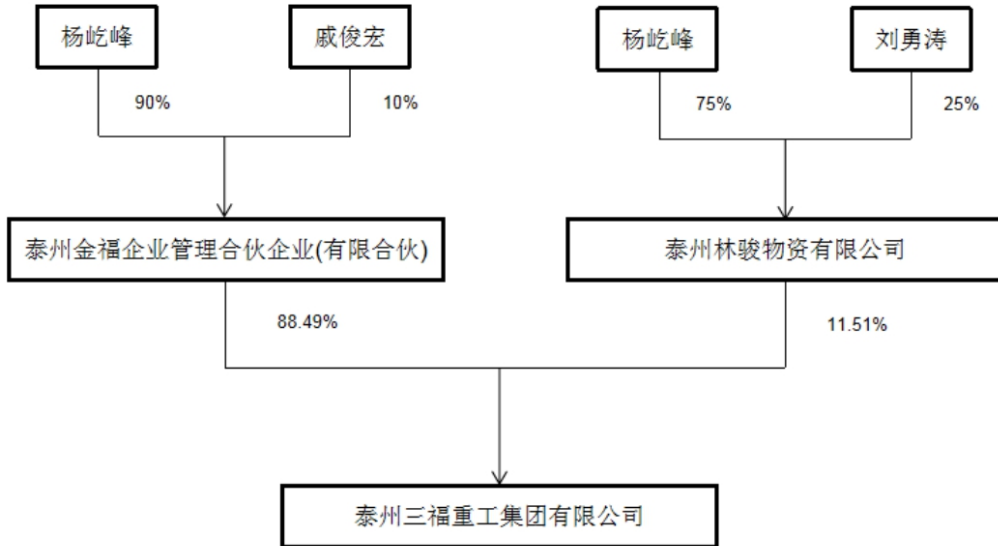 杨屹峰
戚俊宏
杨屹峰
刘勇涛
90%
10%
75%
25%
泰州金福企业管理合伙企业(有限合伙)
泰州林骏物资有限公司
88.49%
11.51%
泰州三福重工集团有限公司